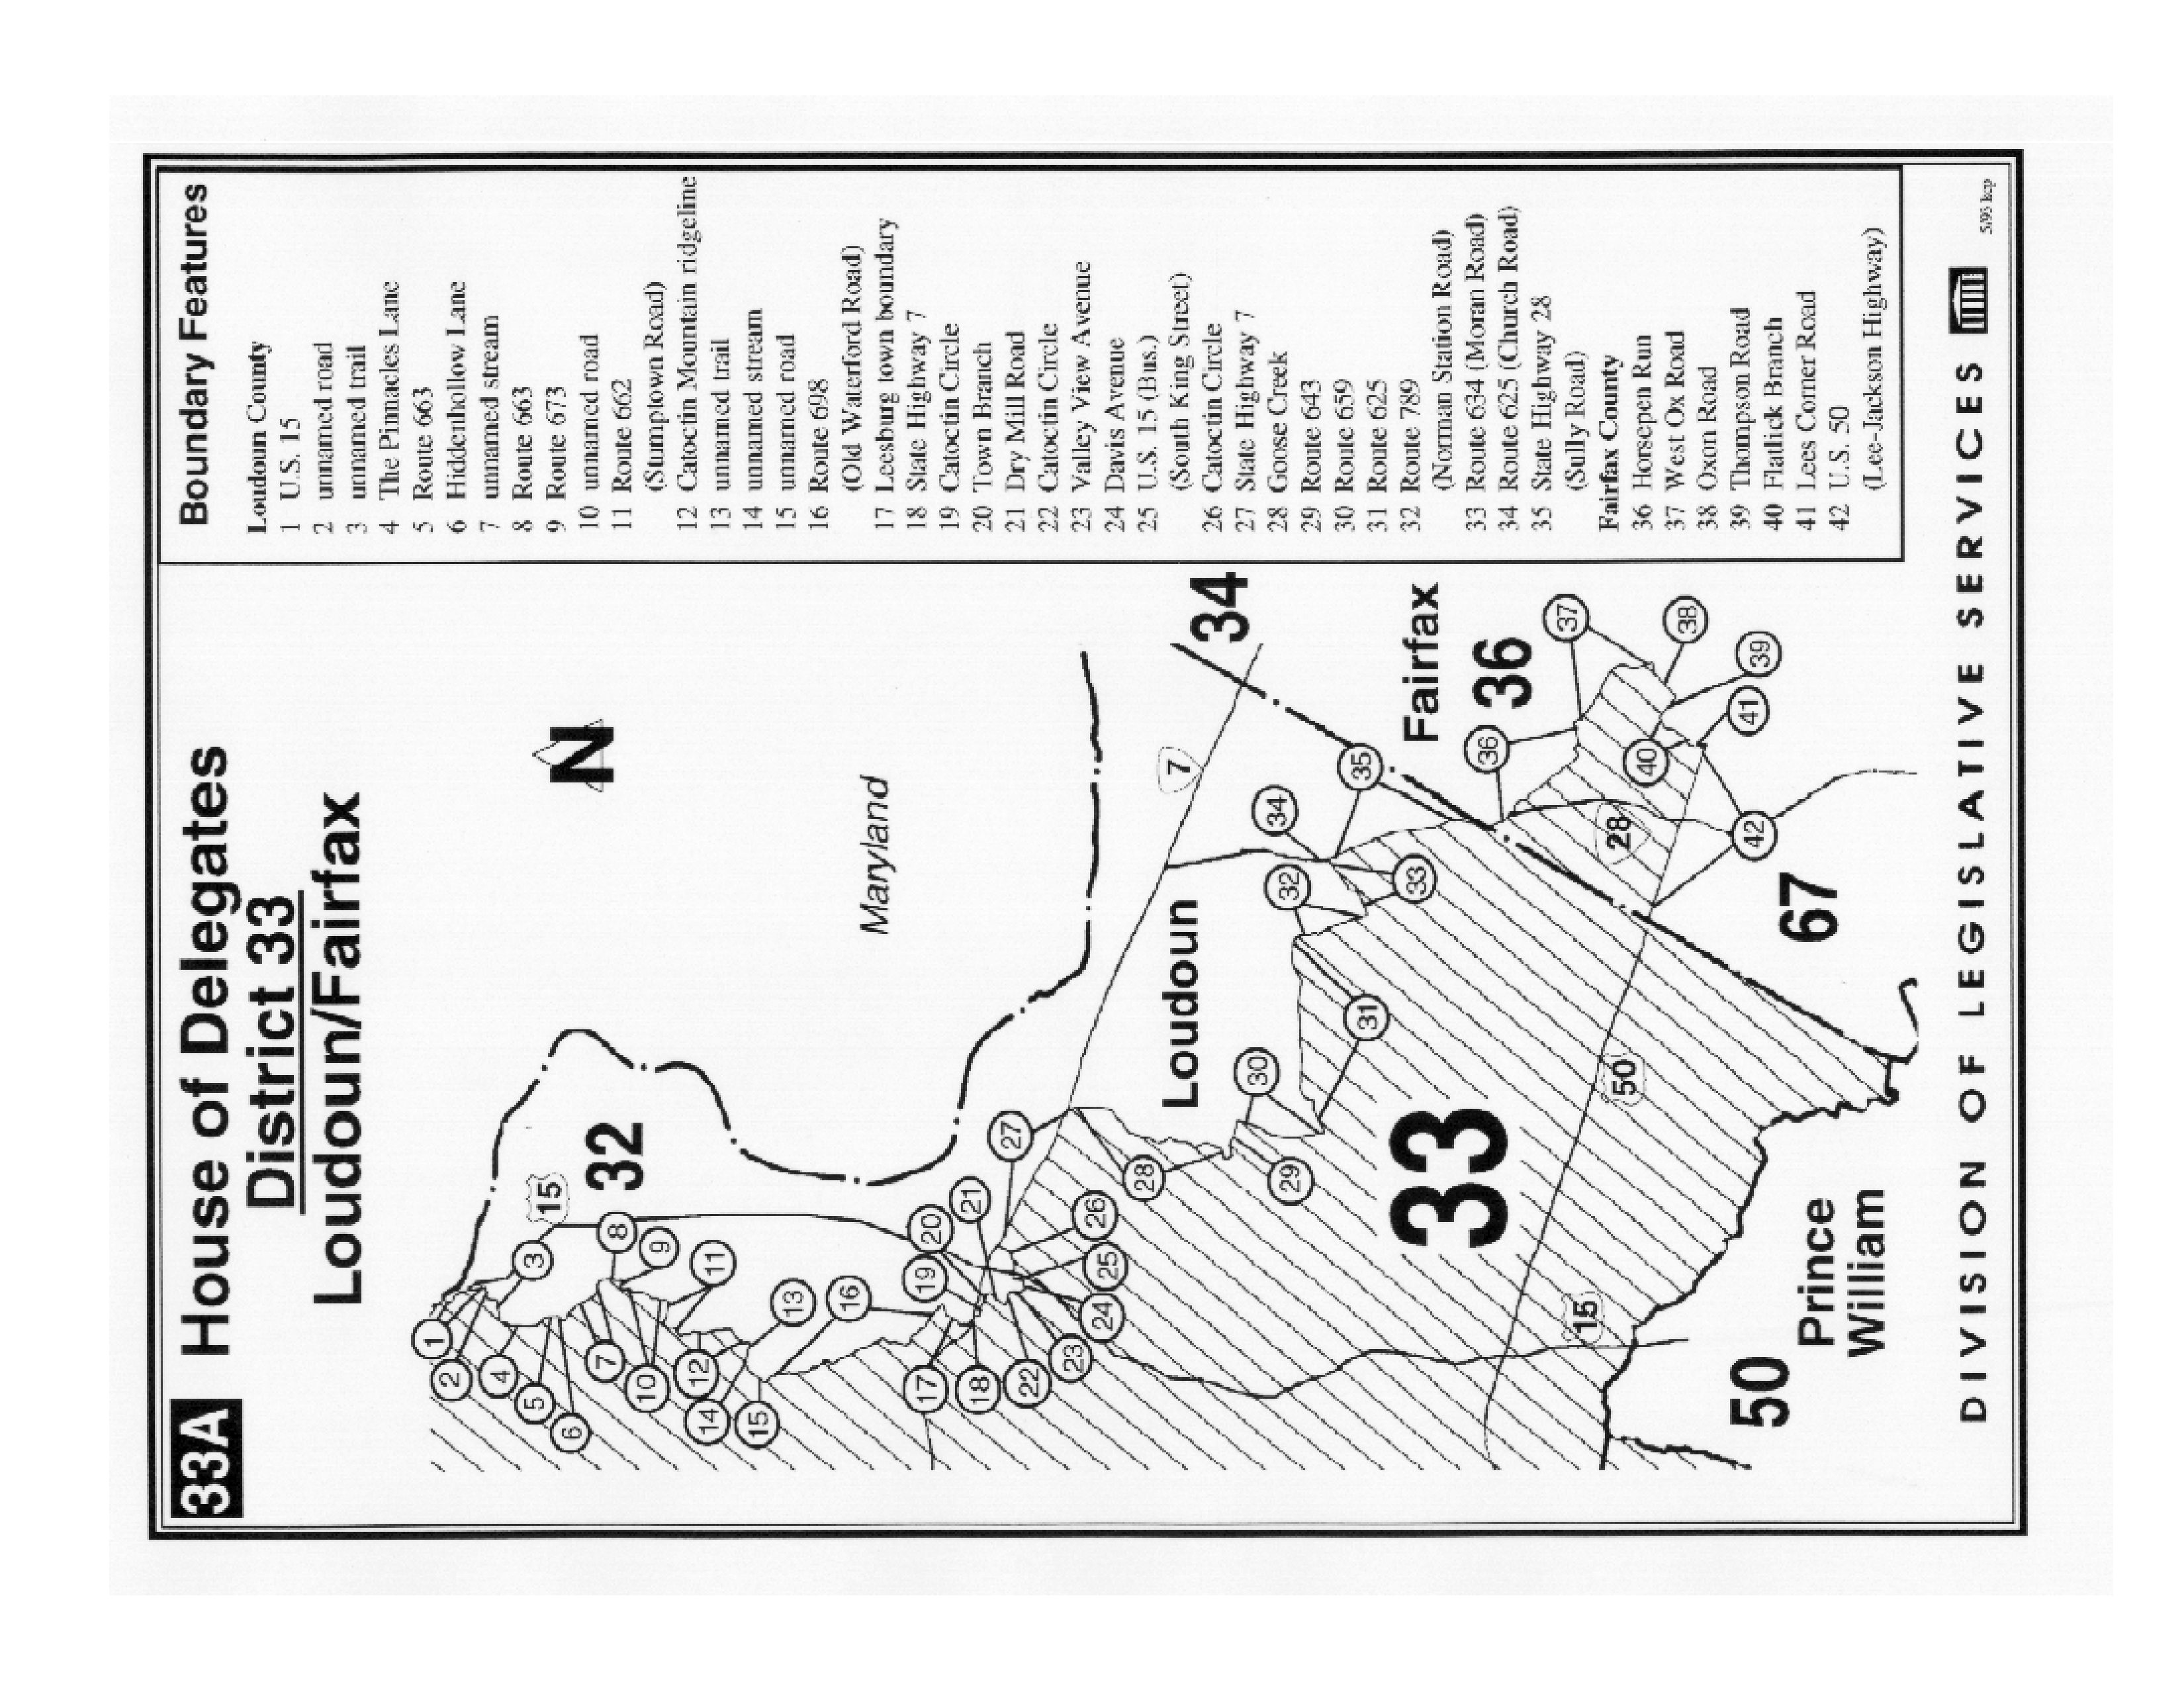 33A House of Delegates
District 33
Loudoun/Fairfax
Boundary Features
Loudoun County
1 U.S. 15
2 unnamed road
3 unnamed trail
4 The Pinnacles Lane
5 Route 663
6 Hiddenhollow Lane
7 unnamed stream
8 Route 663
9 Route 673
10 unnamed road
11 Route 662
(Stumptown Road)
12 Catoctin Mountain ridgeline
13 unnamed trail
14 unnamed stream
15 unnamed road
16 Route 698
(Old Waterford Road)
17 Leesburg town boundary
18 State Highway 7
19 Catoctin Circle
20 Town Branch
21 Dry Mill Road
22 Catoctin Circle
23 Valley View Avenue
24 Davis Avenue
25 U.S. 15 (Bus.)
(South King Street)
26 Catoctin Circle
27 State Highway 7
28 Goose Creek
29 Route 643
30 Route 659
31 Route 625
32 Route 789
(Norman Station Road)
33 Route 634 (Moran Road)
34 Route 625 (Church Road)
35 State Highway 28
(Sully Road)
Fairfax County
36 Horsepen Run
37 West Ox Road
38 Oxon Road
39 Thompson Road
40 Flatlick Branch
41 Lees Corner Road
42 U.S. 50
(Lee-Jackson Highway)
N
Maryland
32
15
1
2
3
4
5
6
7
8
9
10
11
12
13
14
15
16
17
18
19
20
21
22
23
24
25
26
27
28
29
30
31
32
33
34
35
36
37
38
39
40
41
42
7
34
Loudoun
Fairfax
36
28
33
50
15
67
50
Prince
William
DIVISION OF LEGISLATIVE SERVICES